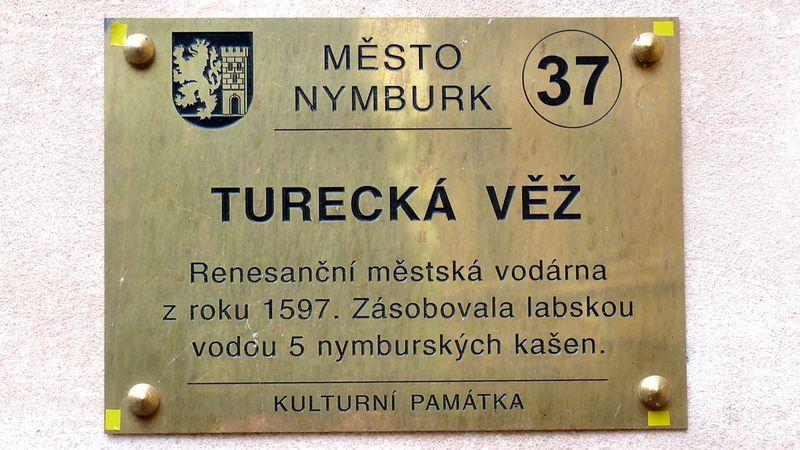 MĚSTO
NYMBURK
37
TURECKÁ VĚŽ
Renesanční městská vodárna
z roku 1597. Zásobovala labskou
vodou 5 nymburských kašen.
KULTURNÍ PAMÁTKA